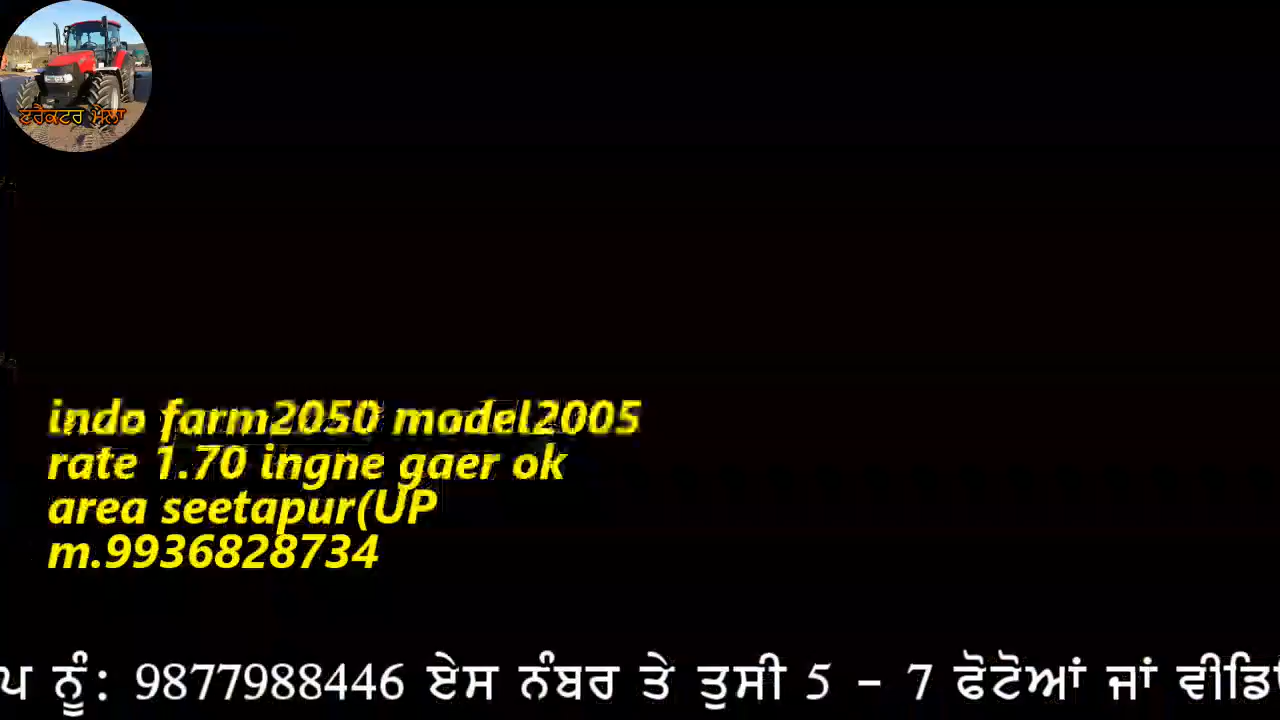 ਟਰੈਕਟਰ ਮੇਲਾ
indo farm2050 model2005
rate 1.70 ingne gaer ok
area seetapur(UP
m.9936828734
ਪ ਨੂੰ: 9877988446 ਏਸ ਨੰਬਰ ਤੇ ਤੁਸੀ 5 - 7 ਫੋਟੋਆਂ ਜਾਂ